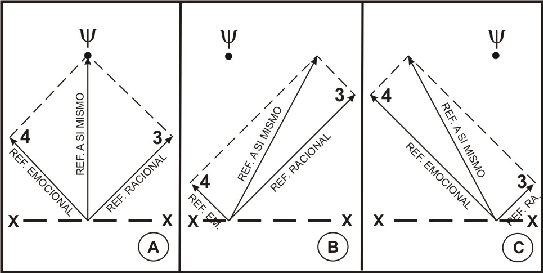 Ψ
4
3
REF. A SI MISMO
REF. EMOCIONAL
REF. RACIONAL
X
X
A
Ψ
3
4
REF. A SI MISMO
REF. RACIONAL
REF. EM.
X
X
B
Ψ
4
3
REF. A SI MISMO
REF. EMOCIONAL
REF. RA.
X
X
C